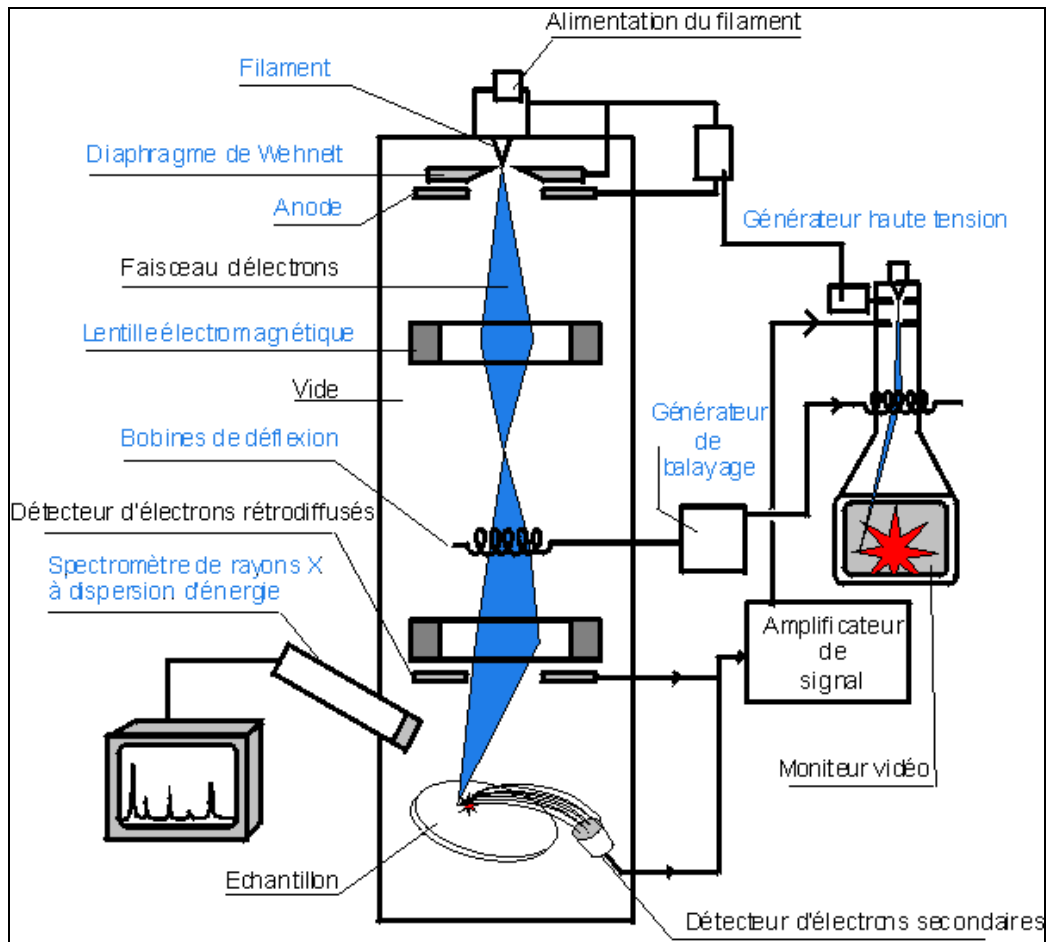 Alimentation du filament
Filament
Diaphragme de Wehnelt
Anode
Générateur haute tension
Faisceau délectrons
Lentille électromagnétique
Vide
Générateur
de
balayage
Bobines de déflexion
Détecteur d'électrons rétrodiffusés
Spectromètre de rayons X
à dispersion d'énergie
Amplificateur
de
signal
Moniteur vidéo
Echantillon
Détecteur d'électrons secondaires